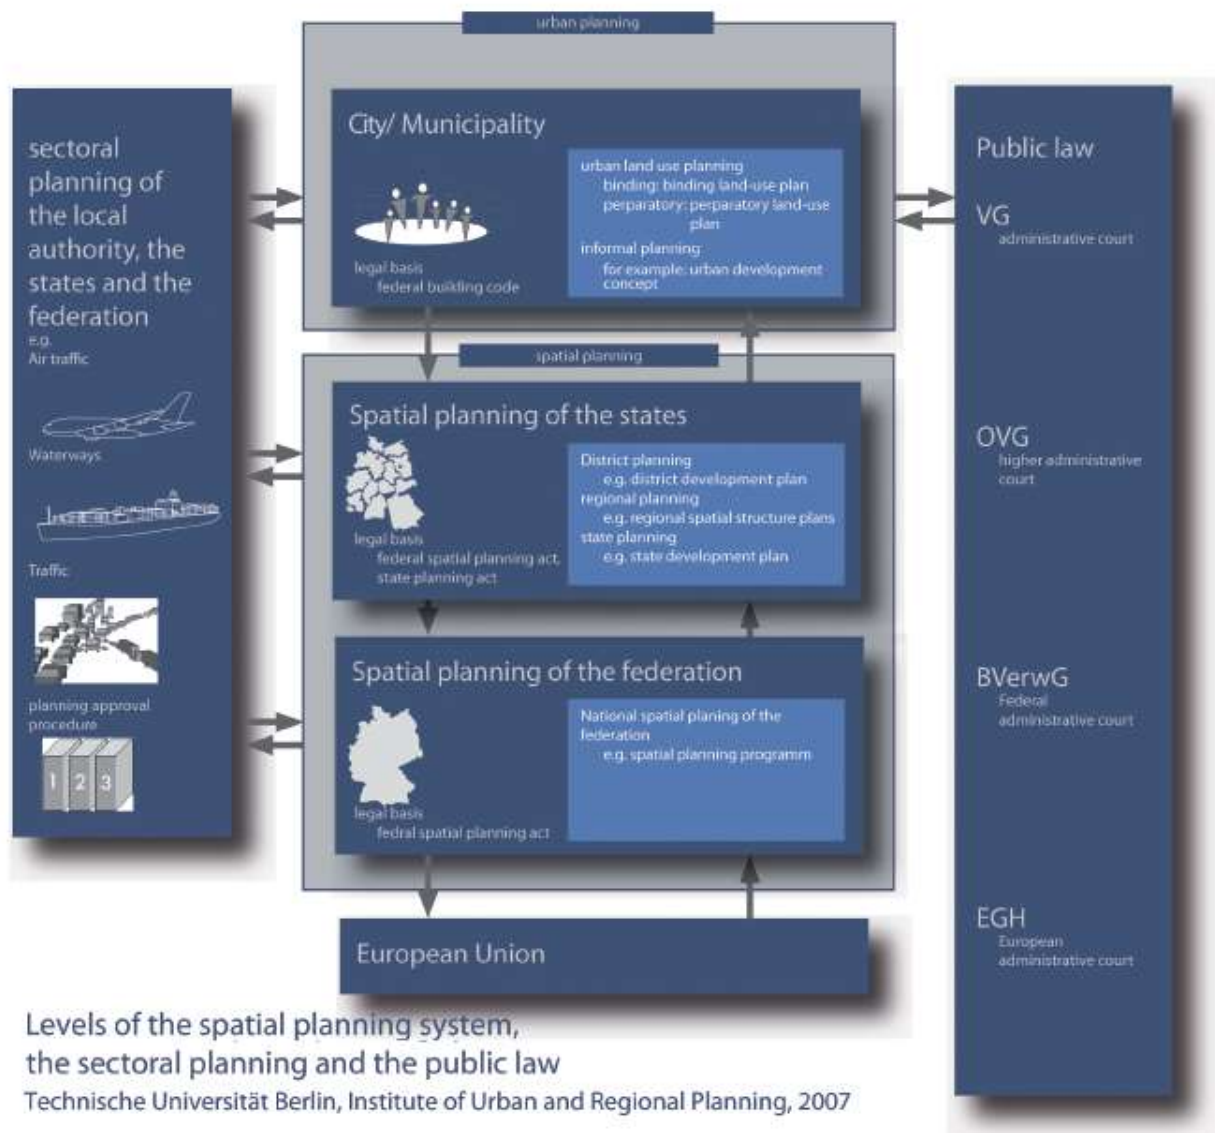 urban planning
sectoral
planning of
the local
authority, the
states and the
federation
e.g.
Air traffic
Waterways
Traffic
planning approval
procedure
1 2 3
City/ Municipality
legal basis
federal building code
urban land use planning
binding: binding land-use plan
perparatory: perparatory land-use
plan
informal planning
for example: urban development
concept
spatial planning
Spatial planning of the states
legal basis
federal spatial planning act,
state planning act
District planning
e.g. district development plan
regional planning
e.g. regional spatial structure plans
state planning
e.g. state development plan
Spatial planning of the federation
legal basis
fedral spatial planning act
National spatial planing of the
federation
e.g. spatial planning programm
European Union
Public law
VG
administrative court
OVG
higher administrative
court
BVerwG
Federal
administrative court
EGH
European
administrative court
Levels of the spatial planning system,
the sectoral planning and the public law
Technische Universität Berlin, Institute of Urban and Regional Planning, 2007